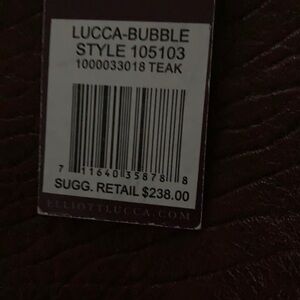 LUCCA-BUBBLE
STYLE 105103
1000033018 TEAK
7 11640 35878 8
SUGG. RETAIL $238.00
ELLIOTTLUCCA.COM